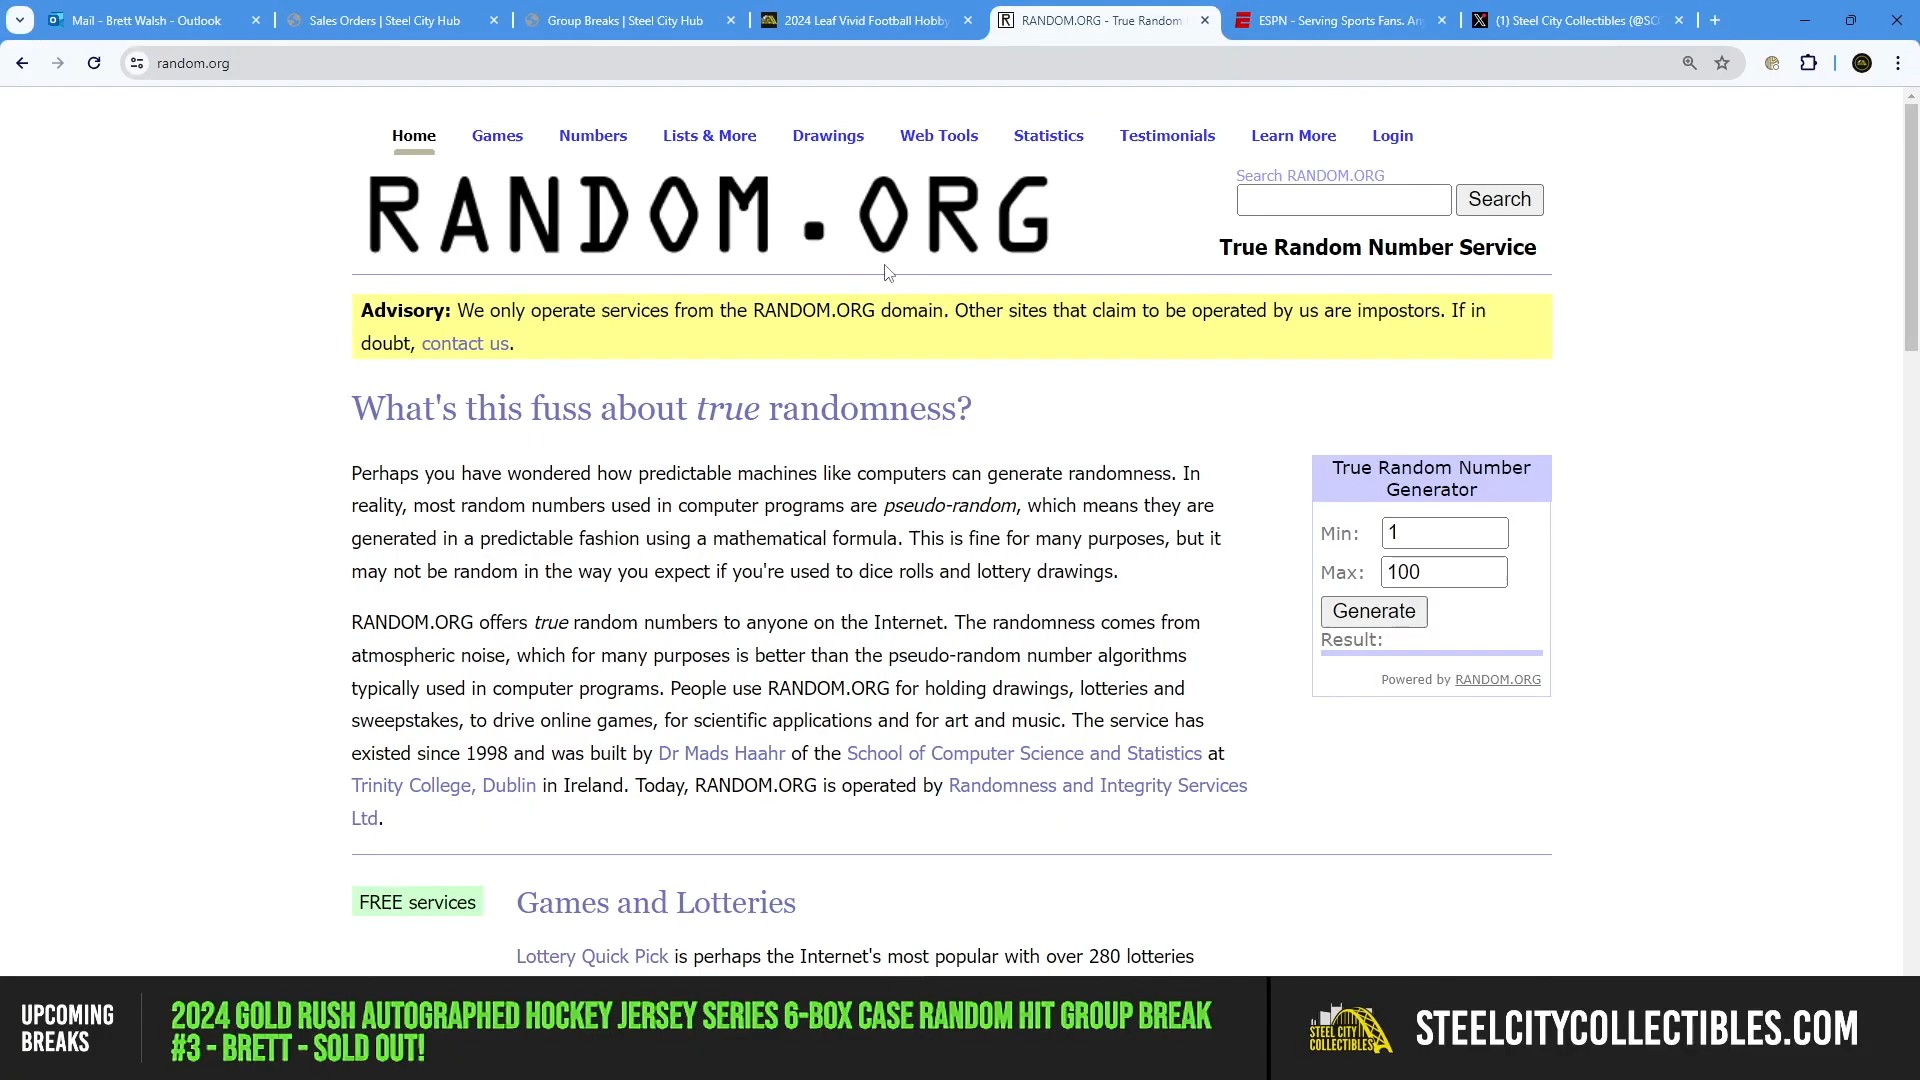 Mail - Brett Walsh - Outlook
Sales Orders | Steel City Hub
Group Breaks | Steel City Hub
2024 Leaf Vivid Football Hobby
RANDOM.ORG - True Random
ESPN - Serving Sports Fans. An
(1) Steel City Collectibles (@SCC
random.org
Home Games Numbers Lists & More Drawings Web Tools Statistics Testimonials Learn More Login
RANDOM.ORG
Search RANDOM.ORG
Search
True Random Number Service
Advisory: We only operate services from the RANDOM.ORG domain. Other sites that claim to be operated by us are impostors. If in
doubt, contact us.
What's this fuss about true randomness?
Perhaps you have wondered how predictable machines like computers can generate randomness. In
reality, most random numbers used in computer programs are pseudo-random, which means they are
generated in a predictable fashion using a mathematical formula. This is fine for many purposes, but it
may not be random in the way you expect if you're used to dice rolls and lottery drawings.
RANDOM.ORG offers true random numbers to anyone on the Internet. The randomness comes from
atmospheric noise, which for many purposes is better than the pseudo-random number algorithms
typically used in computer programs. People use RANDOM.ORG for holding drawings, lotteries and
sweepstakes, to drive online games, for scientific applications and for art and music. The service has
existed since 1998 and was built by Dr Mads Haahr of the School of Computer Science and Statistics at
Trinity College, Dublin in Ireland. Today, RANDOM.ORG is operated by Randomness and Integrity Services
Ltd.
True Random Number
Generator
Min: 1
Max: 100
Generate
Result:
Powered by RANDOM.ORG
FREE services
Games and Lotteries
Lottery Quick Pick is perhaps the Internet's most popular with over 280 lotteries
UPCOMING
BREAKS
2024 GOLD RUSH AUTOGRAPHED HOCKEY JERSEY SERIES 6-BOX CASE RANDOM HIT GROUP BREAK
#3 - BRETT - SOLD OUT!
STEEL CITY
COLLECTIBLES
STEELCITYCOLLECTIBLES.COM